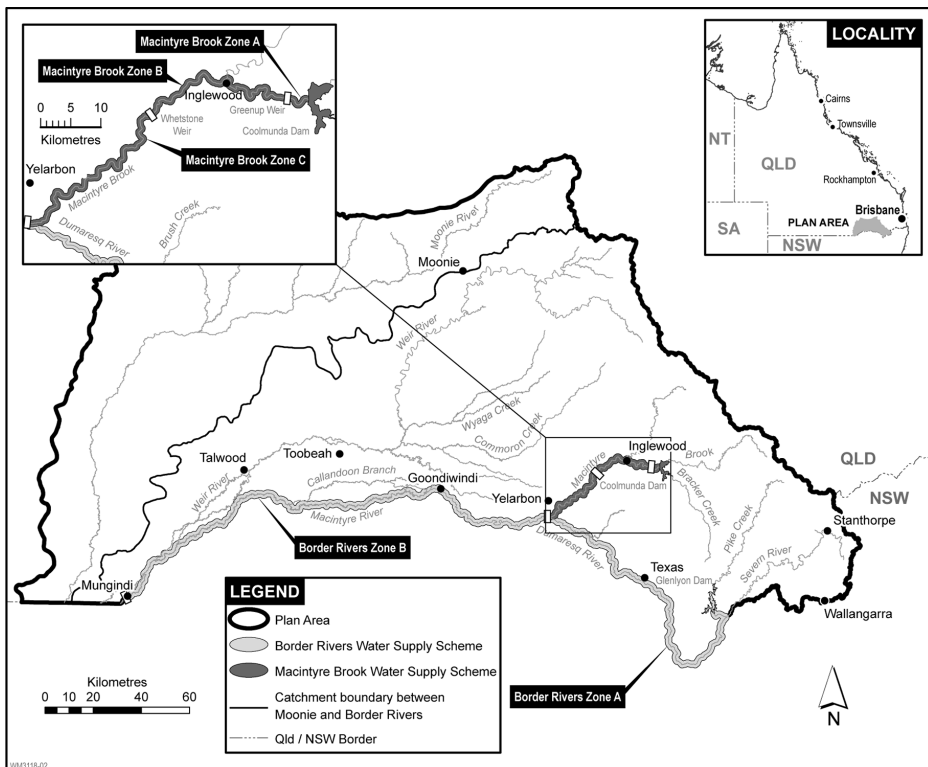 Macintyre Brook Zone A
Macintyre Brook Zone B
Inglewood
0 5 10
Kilometres
Greenup Weir
Whetstone
Weir
Coolmunda Dam
Macintyre Brook Zone C
Yelarbon
Macintyre Brook
Dumaresq River
Brush Creek
LOCALITY
Cairns
Townsville
NT
QLD
Rockhampton
Brisbane
PLAN AREA
SA
NSW
Moonie River
Moonie
Weir River
Wyaga Creek
Commoron Creek
Inglewood
Macintyre
Brook
Coolmunda Dam
Bracker Creek
QLD
NSW
Talwood
Toobeah
Weir River
Callandoon Branch
Goondiwindi
Yelarbon
Macintyre River
Dumaresq River
Pike Creek
Stanthorpe
Severn River
Border Rivers Zone B
Texas
Glenlyon Dam
Mungindi
Wallangarra
LEGEND
Plan Area
Border Rivers Water Supply Scheme
Macintyre Brook Water Supply Scheme
Catchment boundary between
Moonie and Border Rivers
Qld / NSW Border
Kilometres
0 10 20 40 60
Border Rivers Zone A
N
WM3118-02